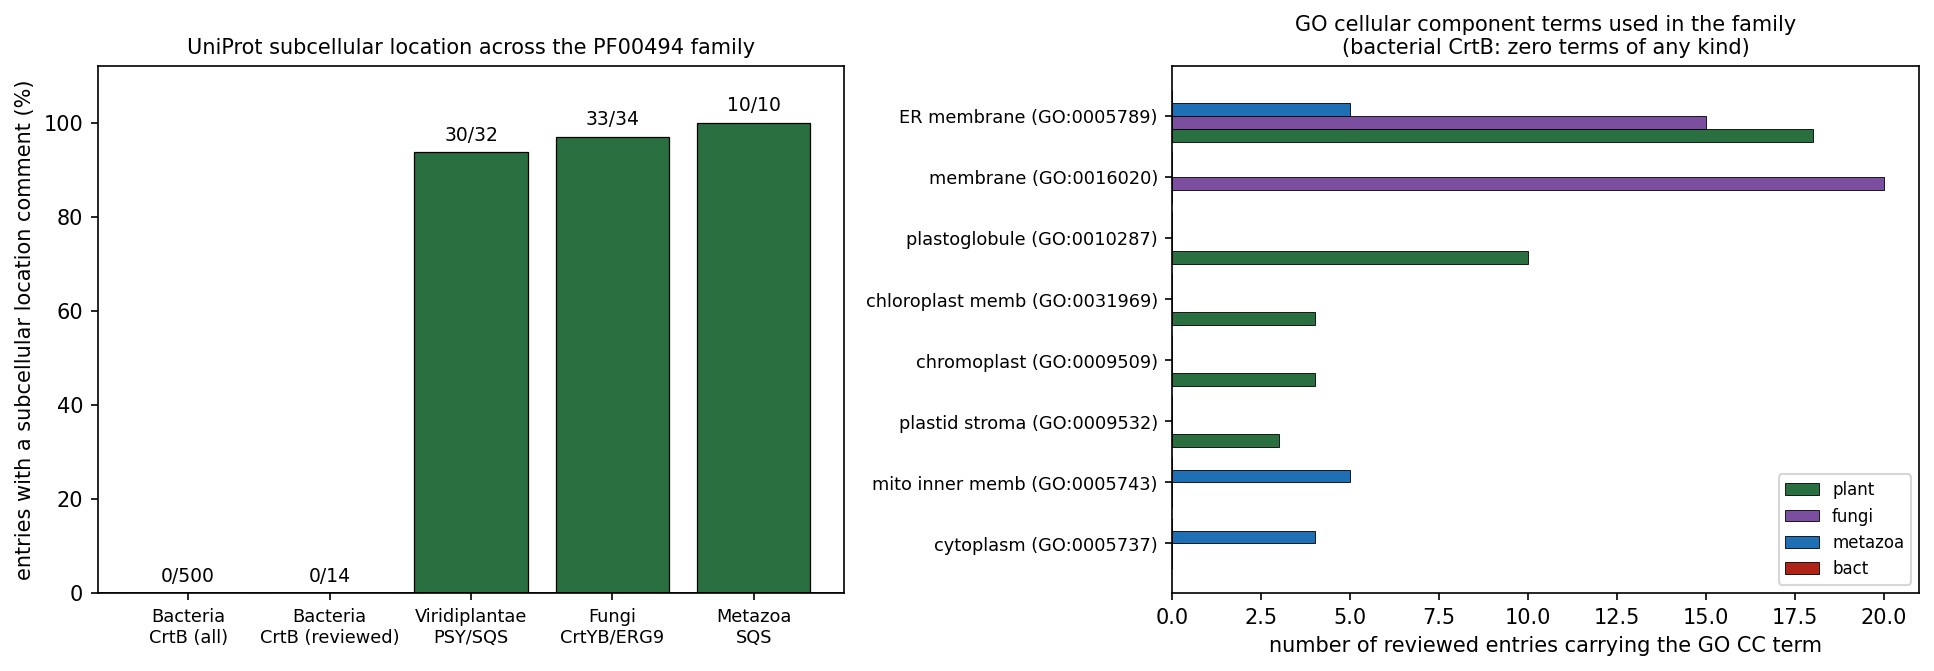 UniProt subcellular location across the PF00494 family
entries with a subcellular location comment (%)
100
80
60
40
20
0
0/500
0/14
30/32
33/34
10/10
Bacteria
CrtB (all)
Bacteria
CrtB (reviewed)
Viridiplantae
PSY/SQS
Fungi
CrtYB/ERG9
Metazoa
SQS
GO cellular component terms used in the family
(bacterial CrtB: zero terms of any kind)
ER membrane (GO:0005789)
membrane (GO:0016020)
plastoglobule (GO:0010287)
chloroplast memb (GO:0031969)
chromoplast (GO:0009509)
plastid stroma (GO:0009532)
mito inner memb (GO:0005743)
cytoplasm (GO:0005737)
plant
fungi
metazoa
bact
0.0 2.5 5.0 7.5 10.0 12.5 15.0 17.5 20.0
number of reviewed entries carrying the GO CC term